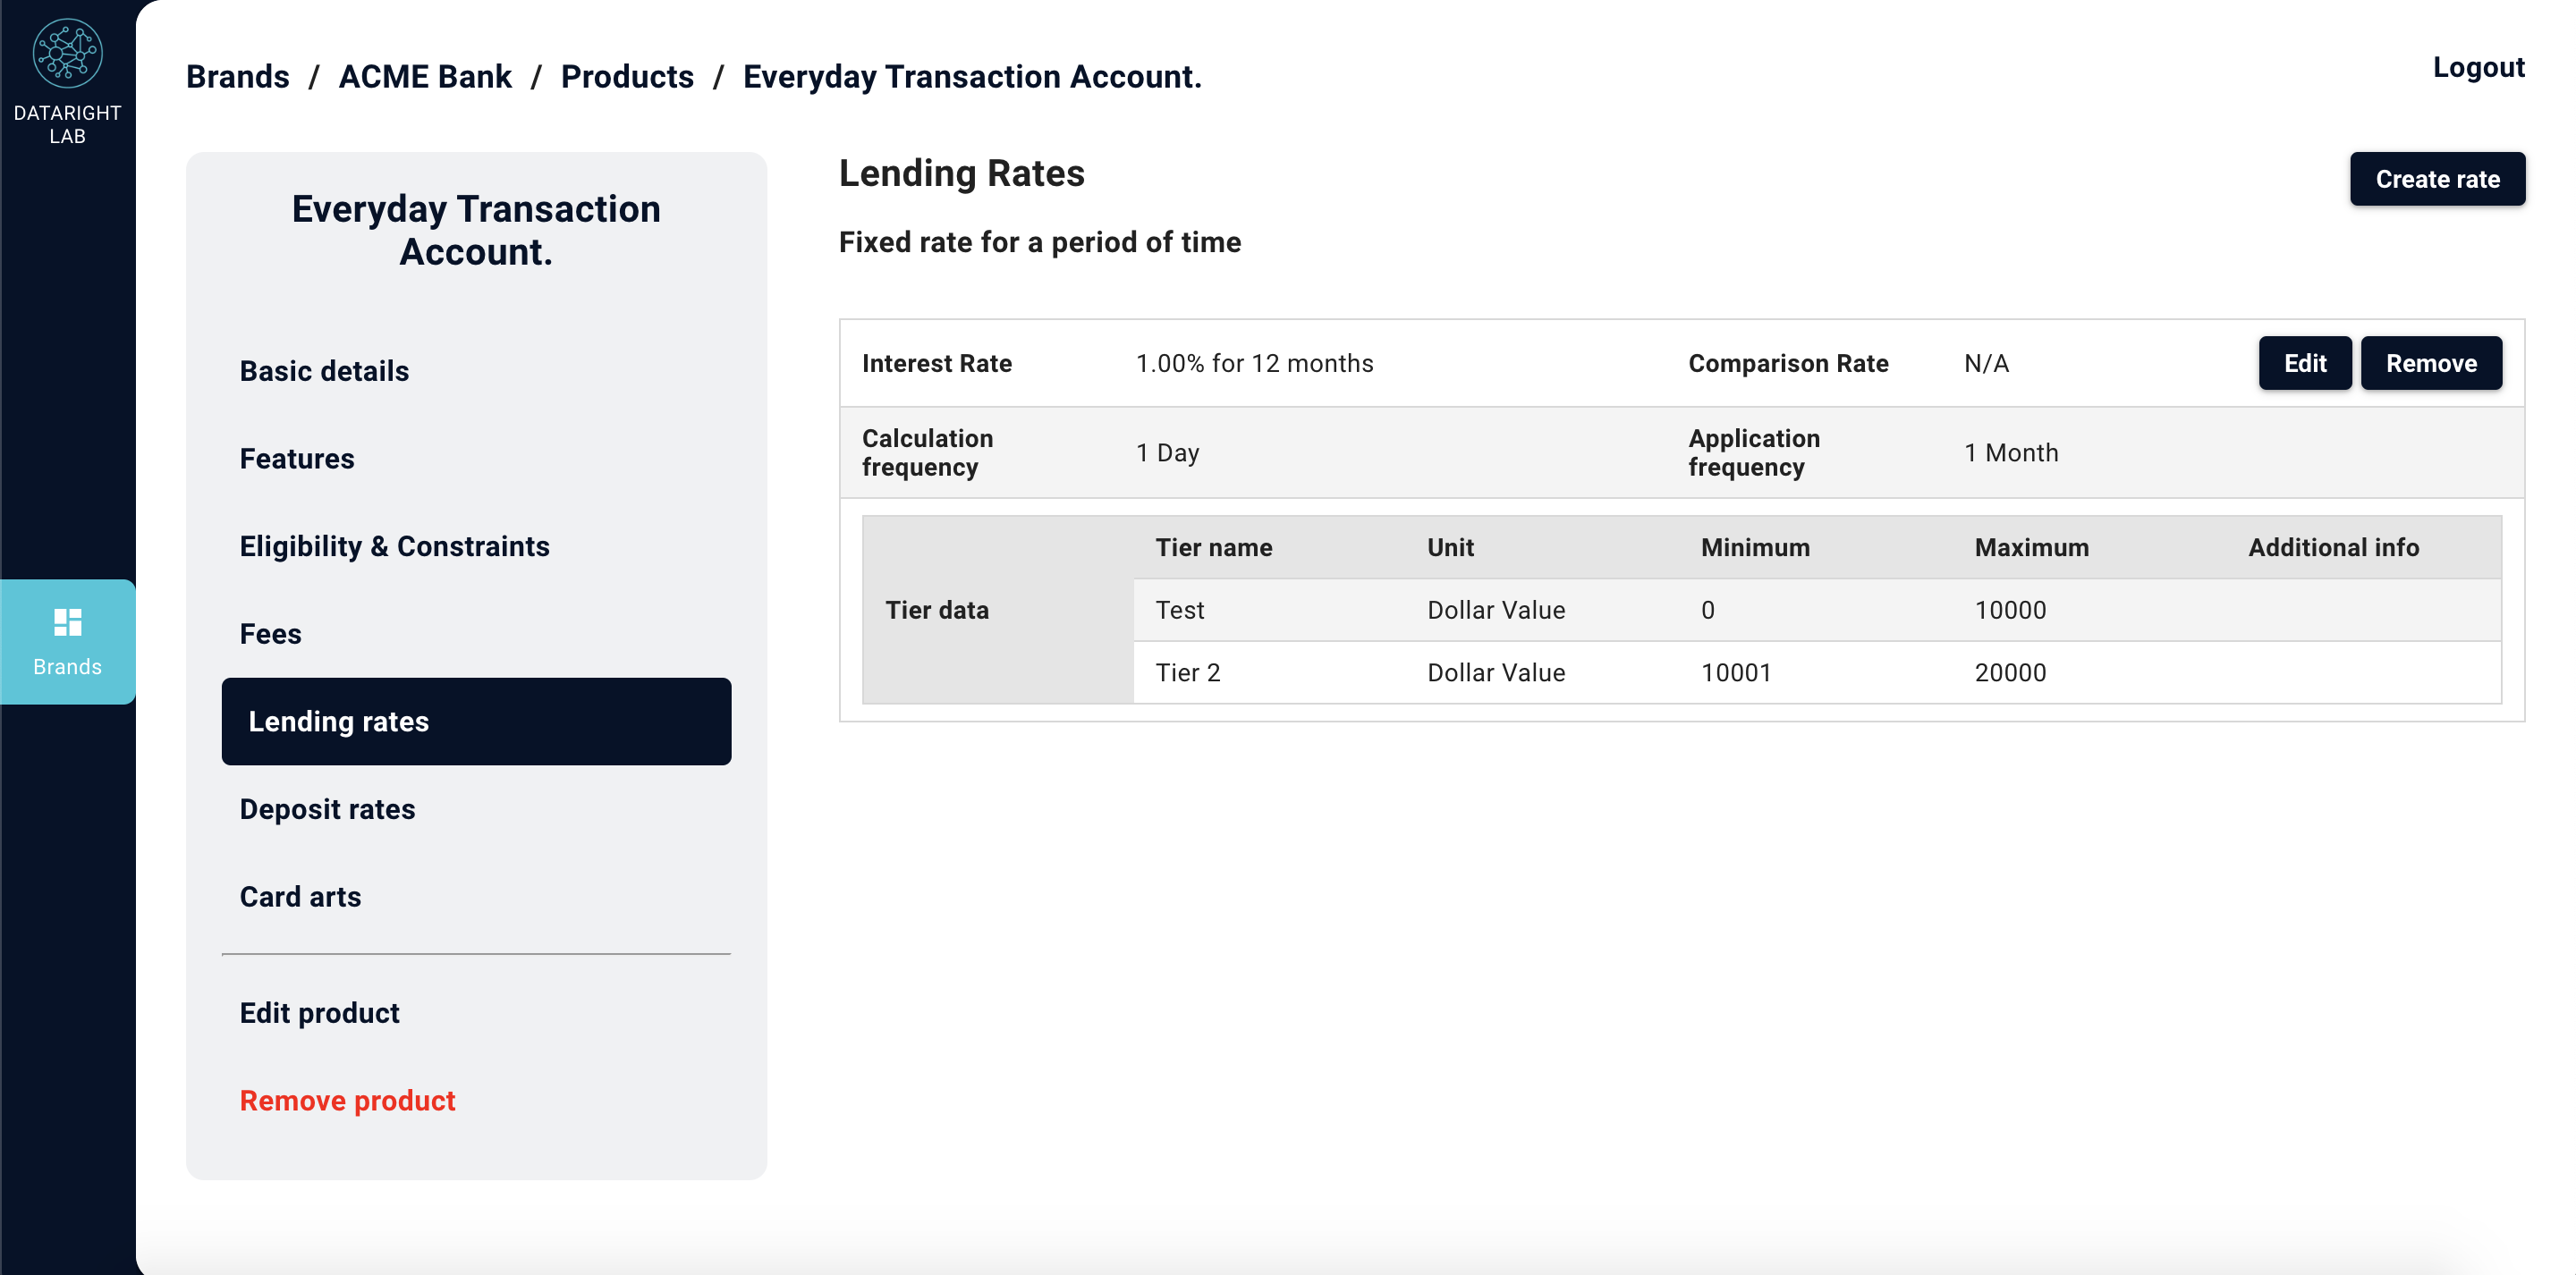 DATARIGHT
LAB
Brands
Brands / ACME Bank / Products / Everyday Transaction Account.
Logout
Everyday Transaction
Account.
Basic details
Features
Eligibility & Constraints
Fees
Lending rates
Deposit rates
Card arts
Edit product
Remove product
Lending Rates
Create rate
Fixed rate for a period of time
Interest Rate 1.00% for 12 months Comparison Rate N/A Edit Remove
Calculation
frequency
1 Day
Application
frequency
1 Month
Tier data
Tier name Unit Minimum Maximum Additional info
Test Dollar Value 0 10000
Tier 2 Dollar Value 10001 20000